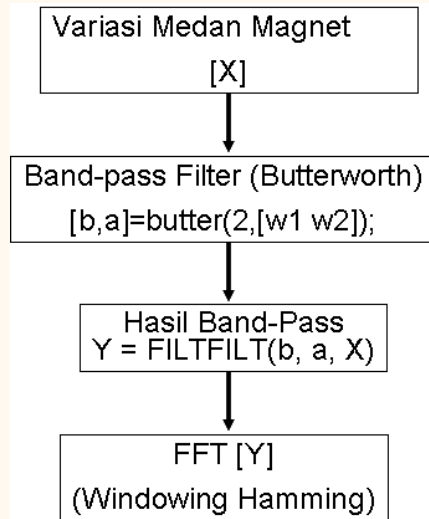 Variasi Medan Magnet
[X]
Band-pass Filter (Butterworth)
[b,a]=butter(2,[w1 w2]);
Hasil Band-Pass
Y = FILTFILT(b, a, X)
FFT [Y]
(Windowing Hamming)